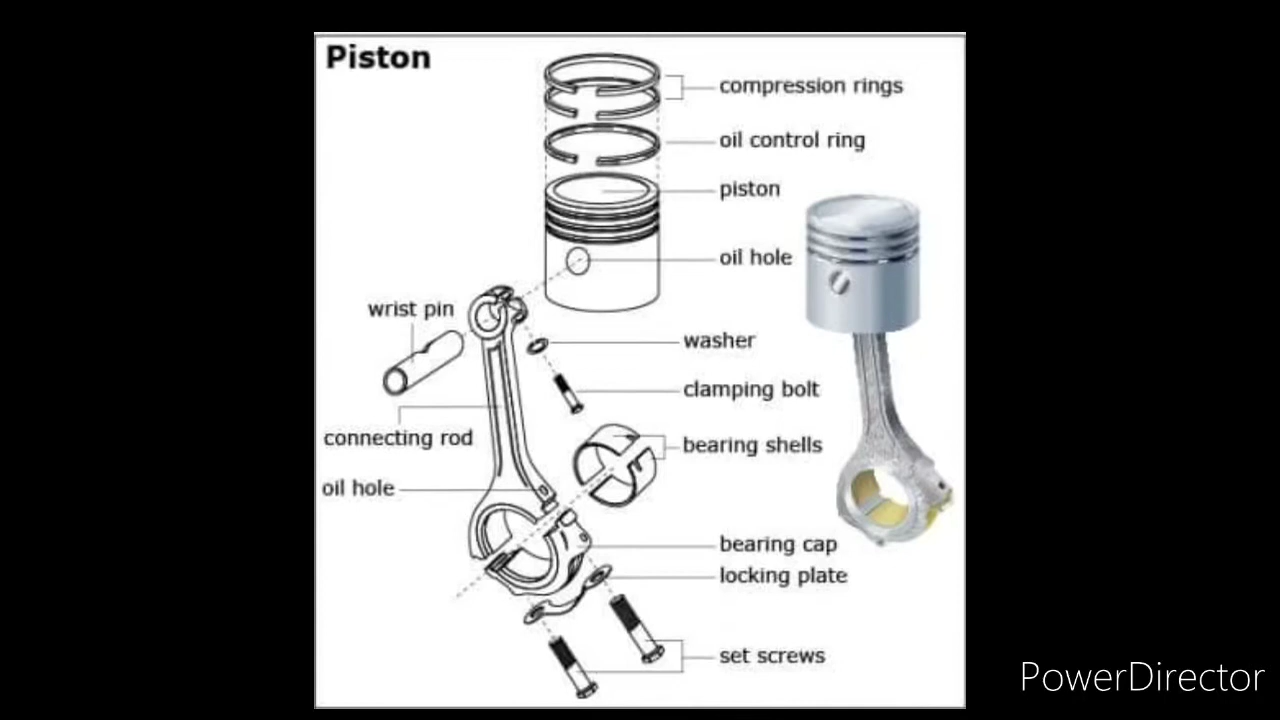 Piston
compression rings
oil control ring
piston
oil hole
wrist pin
washer
clamping bolt
connecting rod
bearing shells
oil hole
bearing cap
locking plate
set screws
PowerDirector